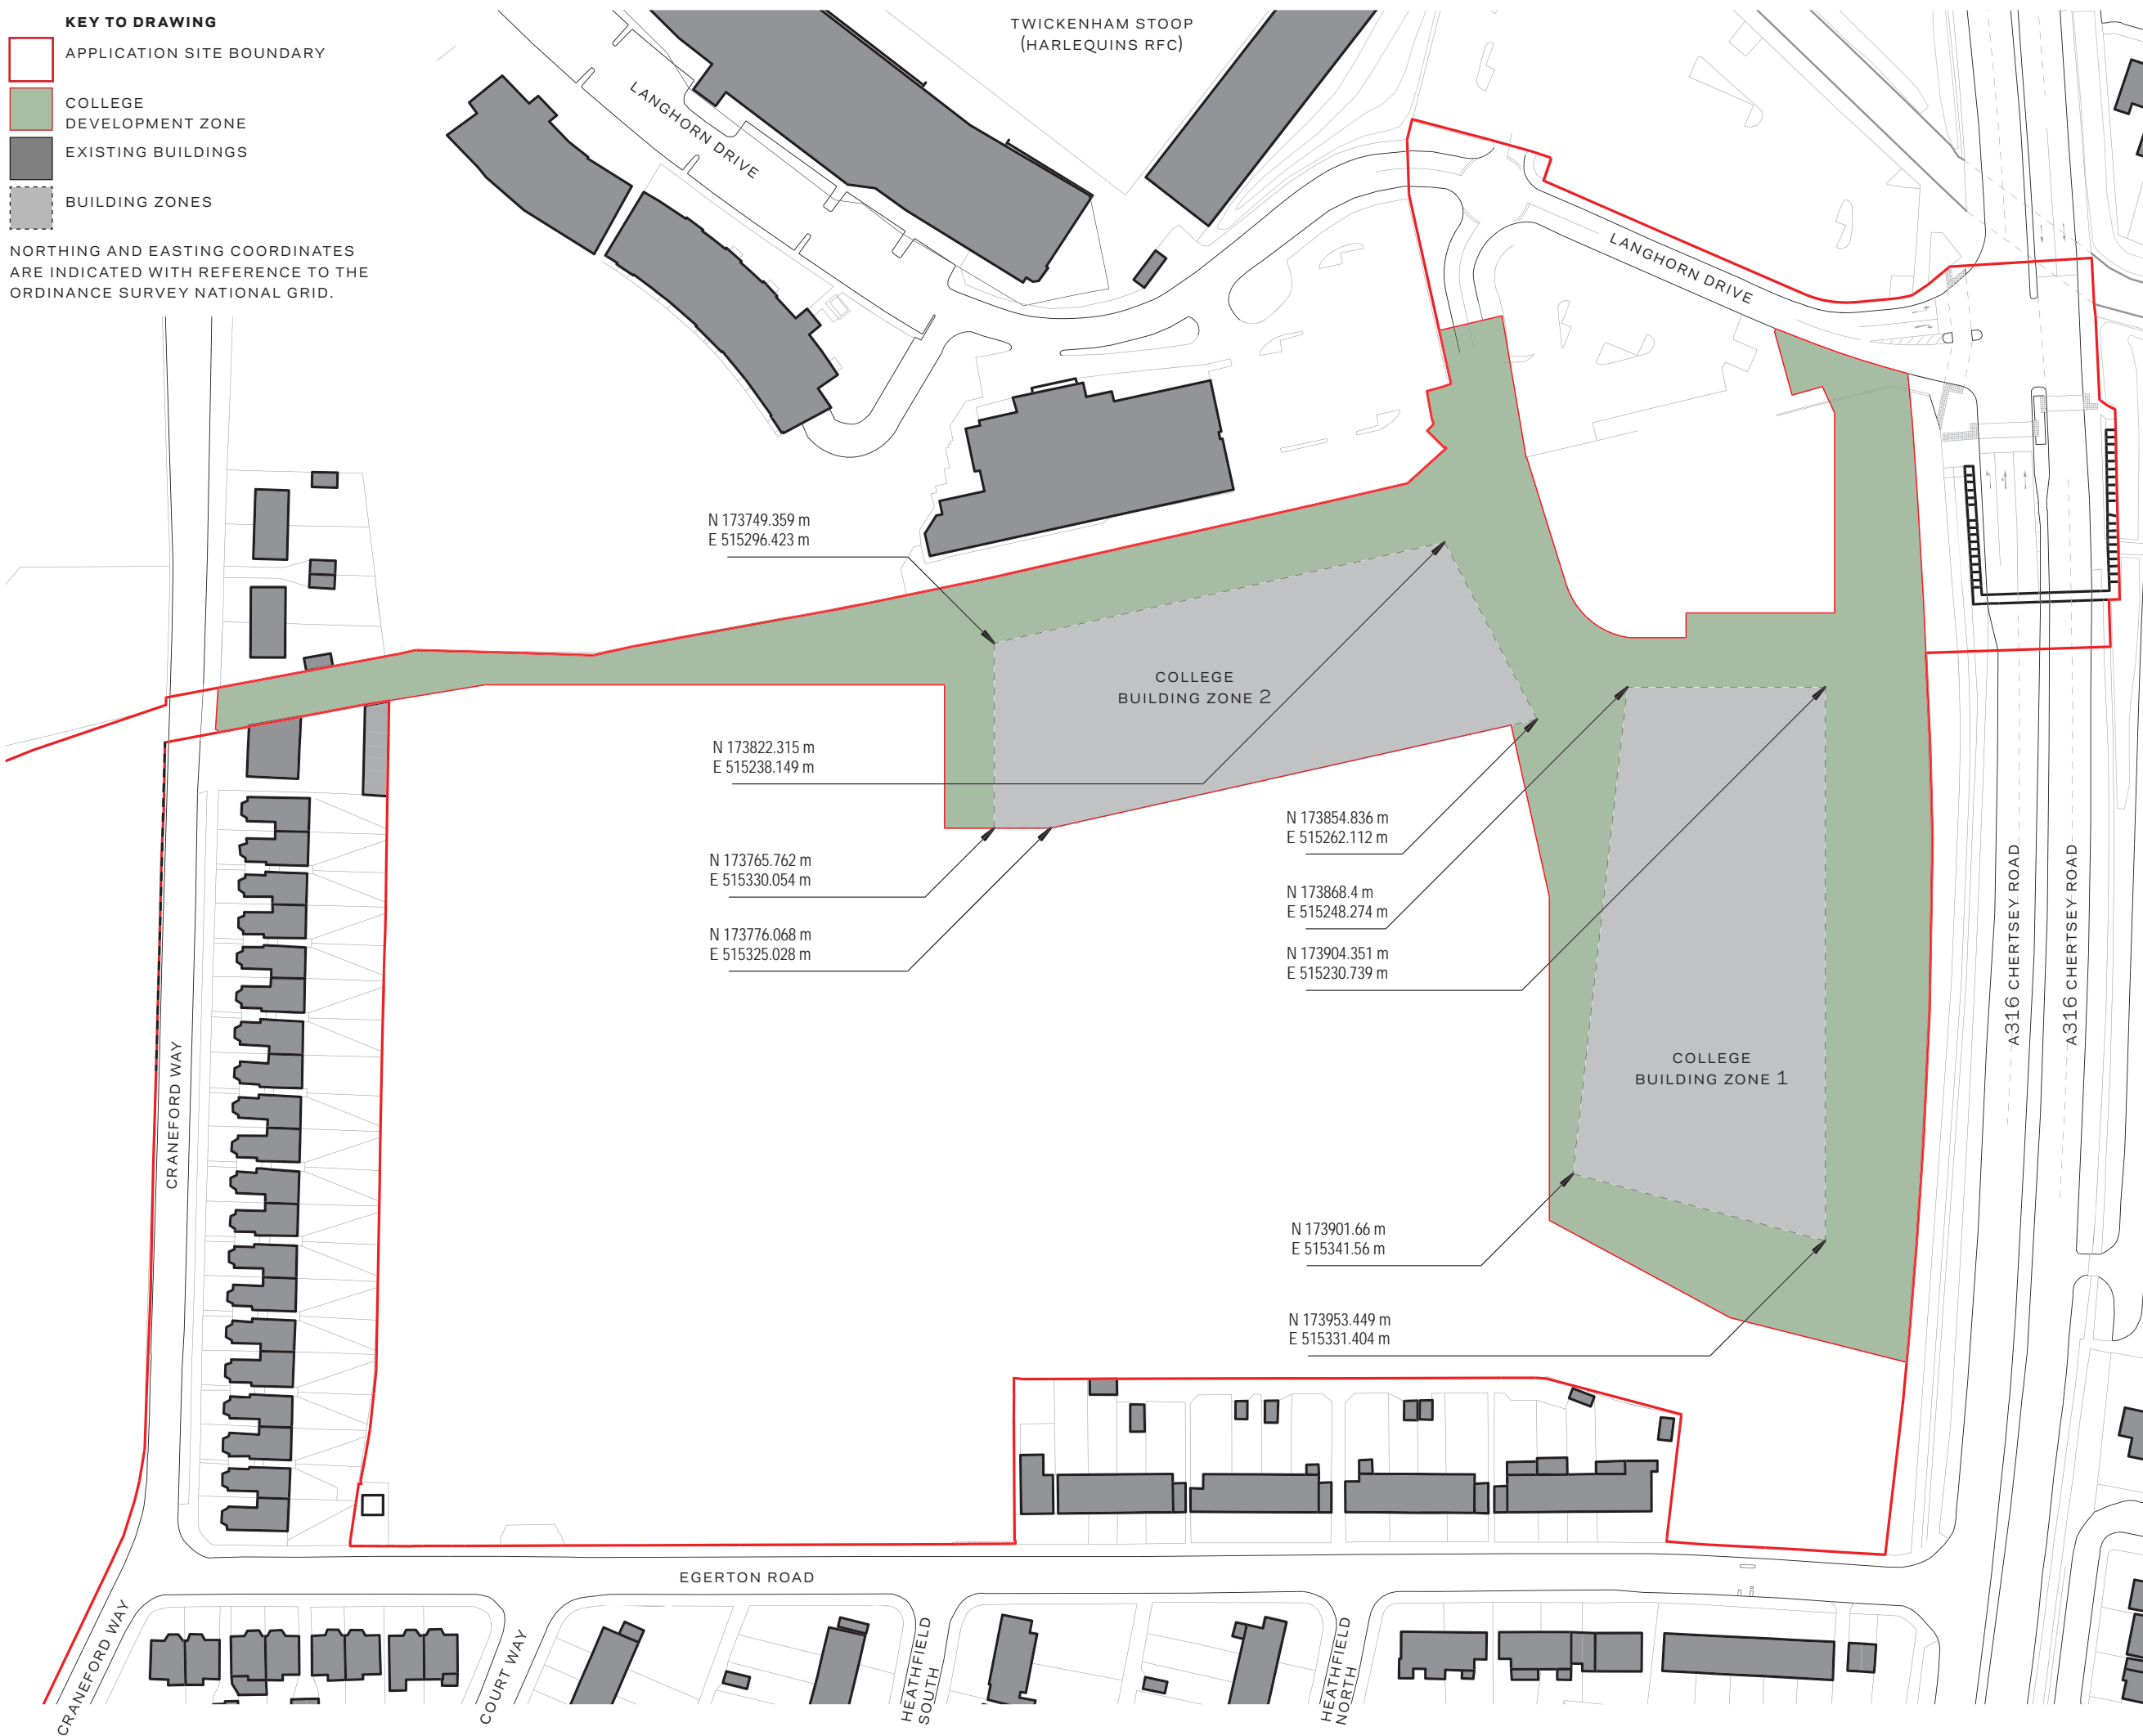 KEY TO DRAWING
APPLICATION SITE BOUNDARY
COLLEGE
DEVELOPMENT ZONE
EXISTING BUILDINGS
BUILDING ZONES
NORTHING AND EASTING COORDINATES
ARE INDICATED WITH REFERENCE TO THE
ORDINANCE SURVEY NATIONAL GRID.
TWICKENHAM STOOP
(HARLEQUINS RFC)
LANGHORN DRIVE
LANGHORN DRIVE
N 173749.359 m
E 515296.423 m
COLLEGE
BUILDING ZONE 2
N 173822.315 m
E 515238.149 m
N 173854.836 m
E 515262.112 m
N 173765.762 m
E 515330.054 m
N 173868.4 m
E 515248.274 m
N 173776.068 m
E 515325.028 m
N 173904.351 m
E 515230.739 m
COLLEGE
BUILDING ZONE 1
A316 CHERTSEY ROAD
A316 CHERTSEY ROAD
CRANEFORD WAY
N 173901.66 m
E 515341.56 m
N 173953.449 m
E 515331.404 m
EGERTON ROAD
CRANEFORD WAY
COURT WAY
HEATHFIELD
SOUTH
HEATHFIELD
NORTH